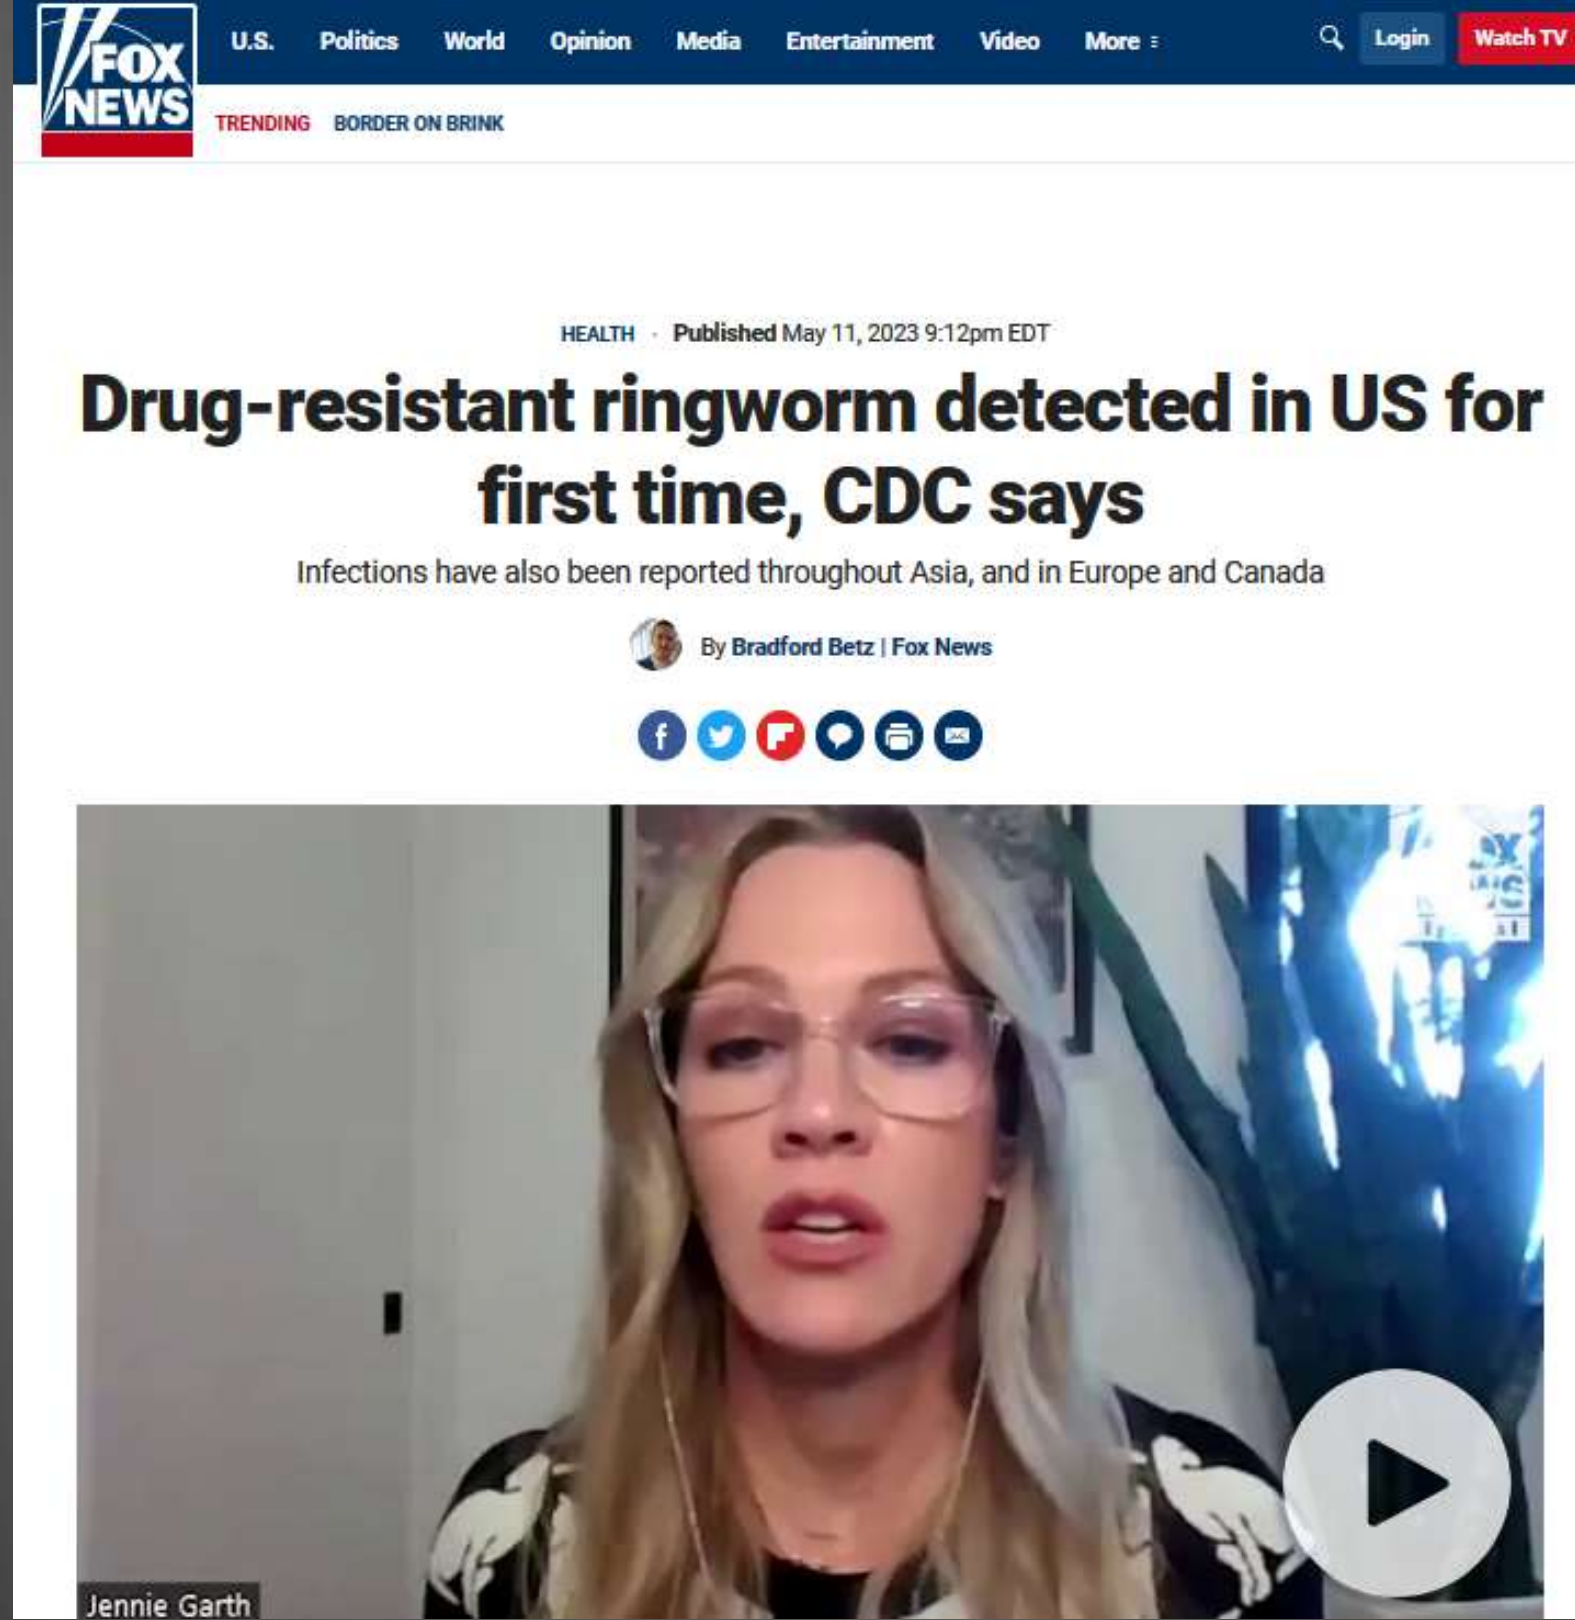 FOX
NEWS
U.S. Politics World Opinion Media Entertainment Video More Login Watch TV
TRENDING BORDER ON BRINK
HEALTH · Published May 11, 2023 9:12pm EDT
Drug-resistant ringworm detected in US for
first time, CDC says
Infections have also been reported throughout Asia, and in Europe and Canada
By Bradford Betz | Fox News
Jennie Garth